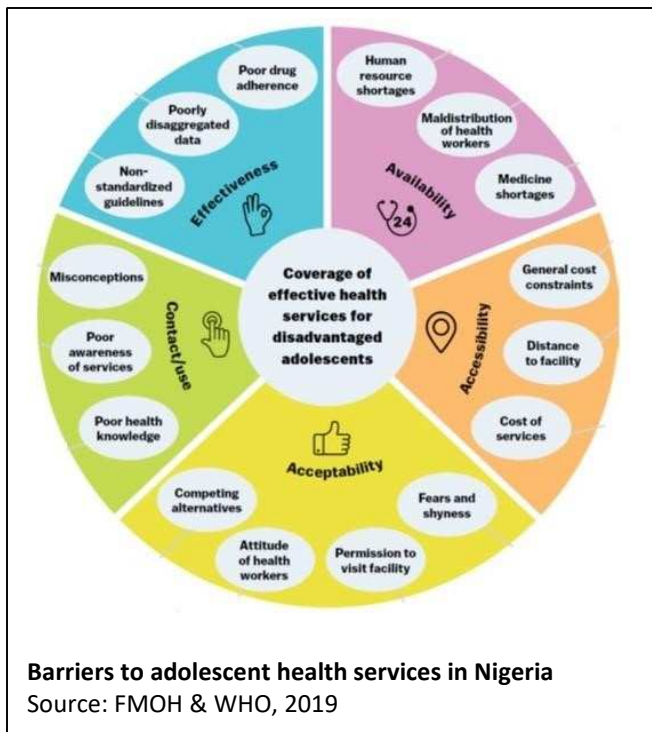 Poor drug
adherence
Poorly
disaggregated
data
Non-
standardized
guidelines
Effectiveness
Human
resource
shortages
Maldistribution
of health
workers
Medicine
shortages
Availability
24
General cost
constraints
Distance
to facility
Cost of
services
Accessibility
Coverage of
effective health
services for
disadvantaged
adolescents
Misconceptions
Poor
awareness
of services
Poor health
knowledge
Contact/use
Acceptability
Competing
alternatives
Attitude
of health
workers
Permission to
visit facility
Fears and
shyness
Barriers to adolescent health services in Nigeria
Source: FMOH & WHO, 2019